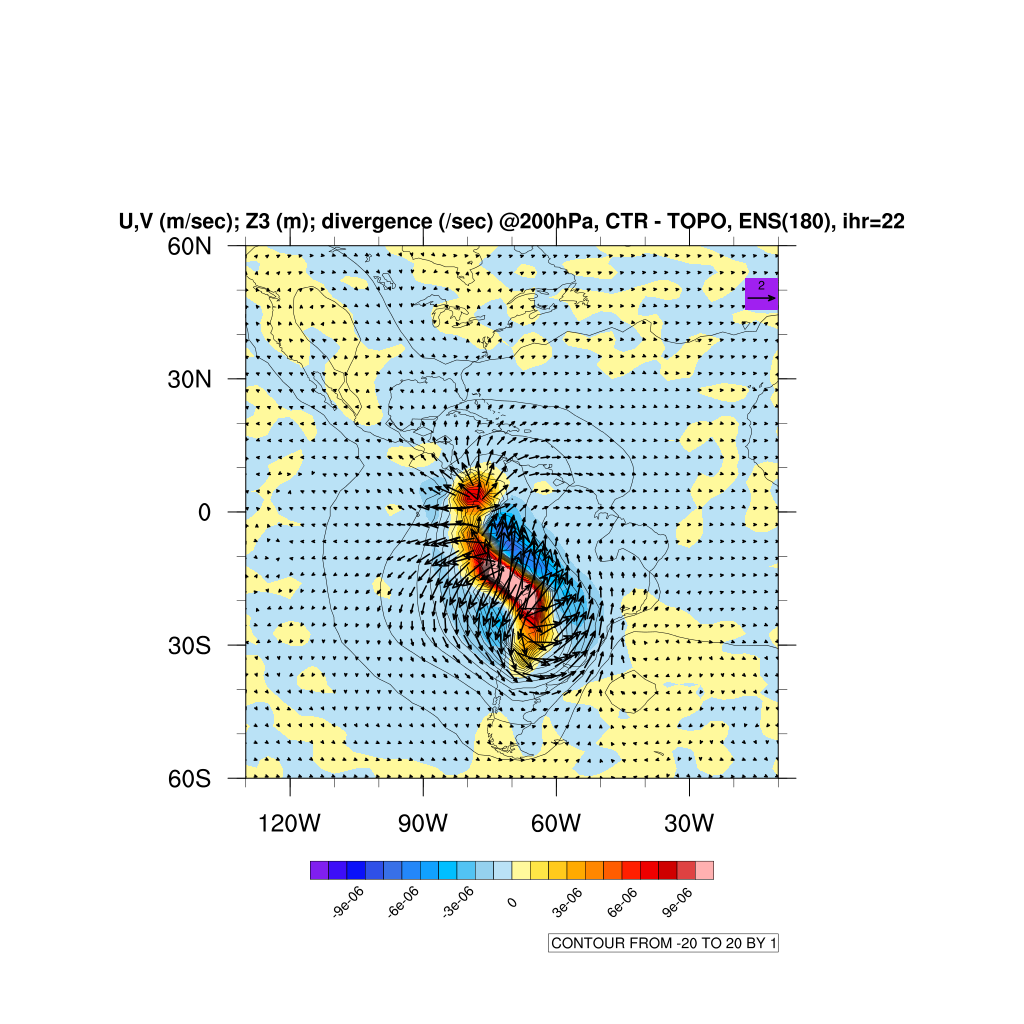 U,V (m/sec); Z3 (m); divergence (/sec) @200hPa, CTR - TOPO, ENS(180), ihr=22
60N
2
30N
0
30S
60S
120W 90W 60W 30W
-9e-06 -6e-06 -3e-06 0 3e-06 6e-06 9e-06
CONTOUR FROM -20 TO 20 BY 1